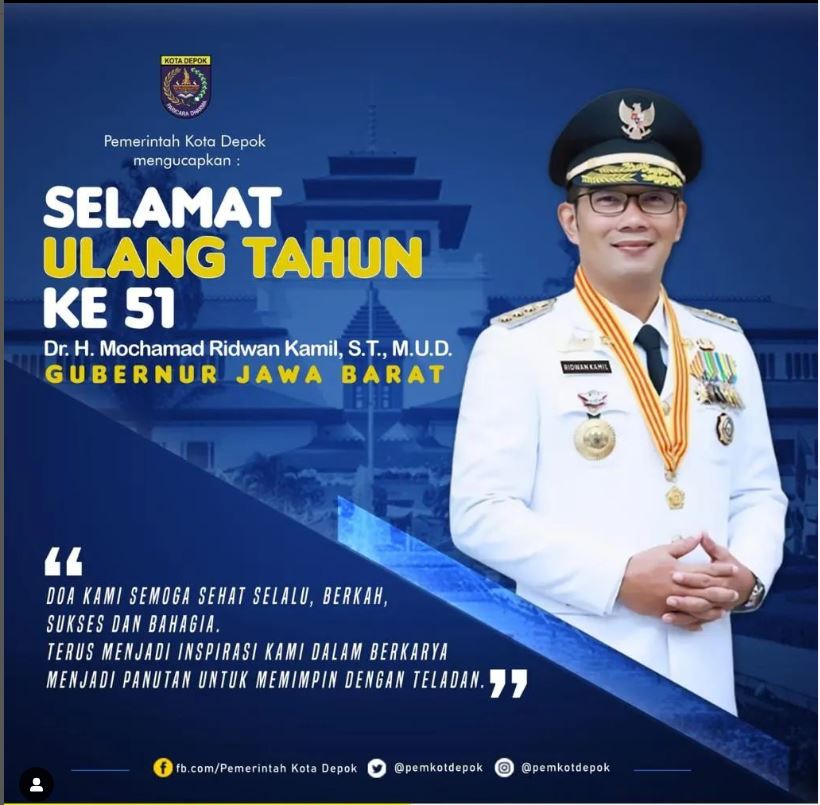 KOTA DEPOK
PARICARA DHARMA
Pemerintah Kota Depok
mengucapkan :
SELAMAT
ULANG TAHUN
KE 51
Dr. H. Mochamad Ridwan Kamil, S.T., M.U.D.
GUBERNUR JAWA BARAT
RIDWAN KAMIL
“
DOA KAMI SEMOGA SEHAT SELALU, BERKAH,
SUKSES DAN BAHAGIA.
TERUS MENJADI INSPIRASI KAMI DALAM BERKARYA
MENJADI PANUTAN UNTUK MEMIMPIN DENGAN TELADAN.”
fb.com/Pemerintah Kota Depok @pemkotdepok @pemkotdepok